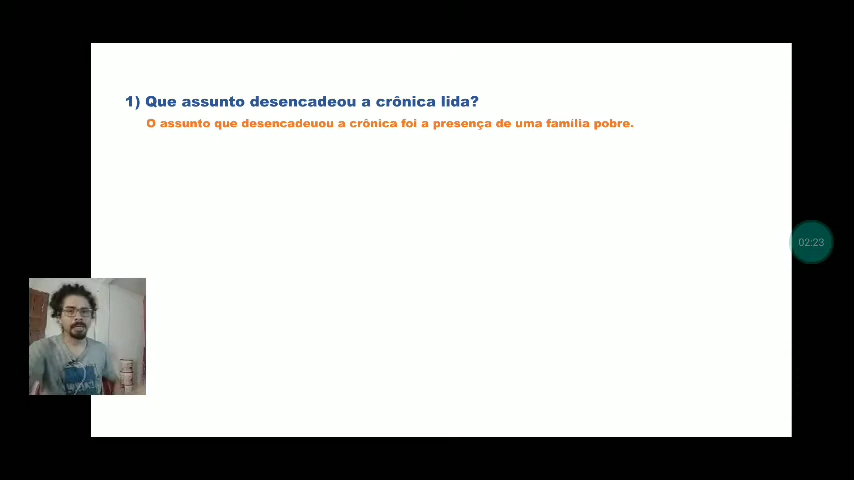 1) Que assunto desencadeou a crônica lida?
O assunto que desencadeuou a crônica foi a presença de uma família pobre.
02:23